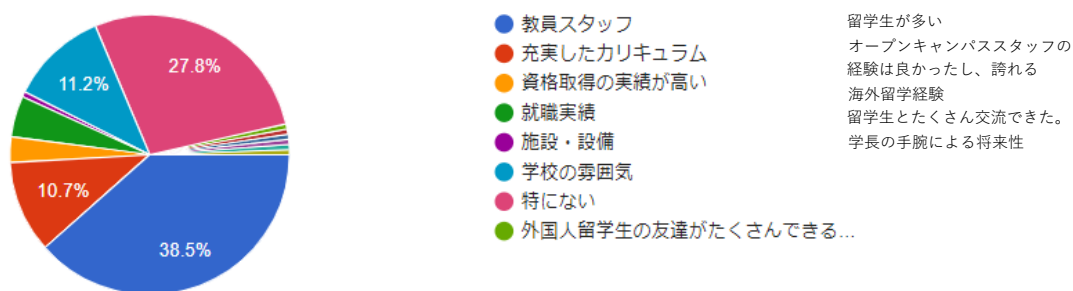 27.8%
11.2%
10.7%
38.5%
教員スタッフ
充実したカリキュラム
資格取得の実績が高い
就職実績
施設・設備
学校の雰囲気
特にない
外国人留学生の友達がたくさんできる...
留学生が多い
オープンキャンパススタッフの
経験は良かったし、誇れる
海外留学経験
留学生とたくさん交流できた。
学長の手腕による将来性